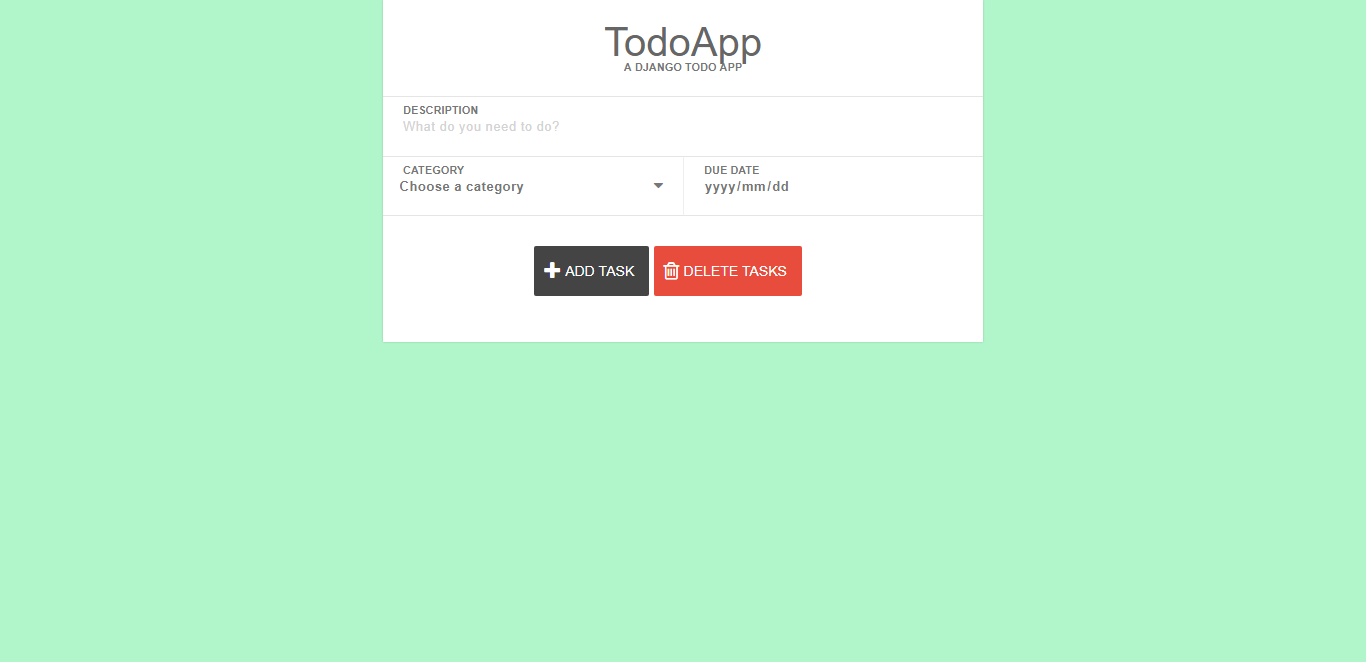 TodoApp
A DJANGO TODO APP
DESCRIPTION
What do you need to do?
CATEGORY
Choose a category
DUE DATE
yyyy/mm/dd
ADD TASK
DELETE TASKS